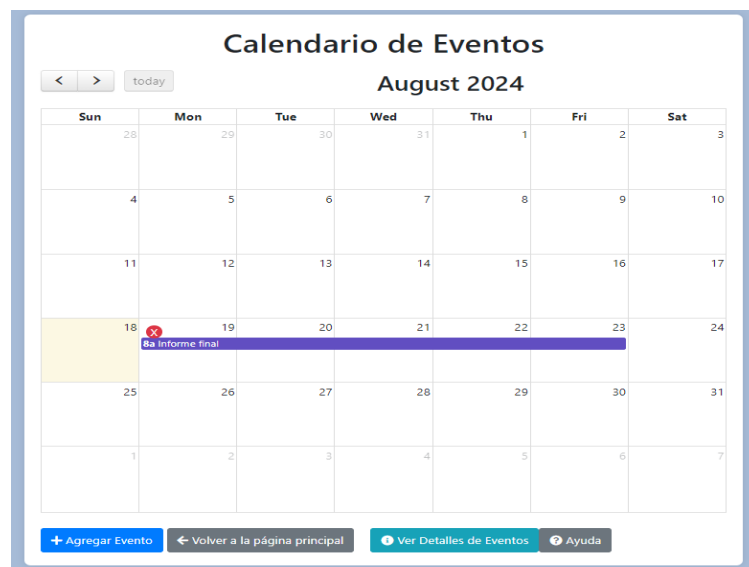 Calendario de Eventos
< > today August 2024
Sun Mon Tue Wed Thu Fri Sat
28 29 30 31 1 2 3
4 5 6 7 8 9 10
11 12 13 14 15 16 17
18 19 20 21 22 23 24
8a Informe final
25 26 27 28 29 30 31
1 2 3 4 5 6 7
+ Agregar Evento ← Volver a la página principal Ver Detalles de Eventos Ayuda